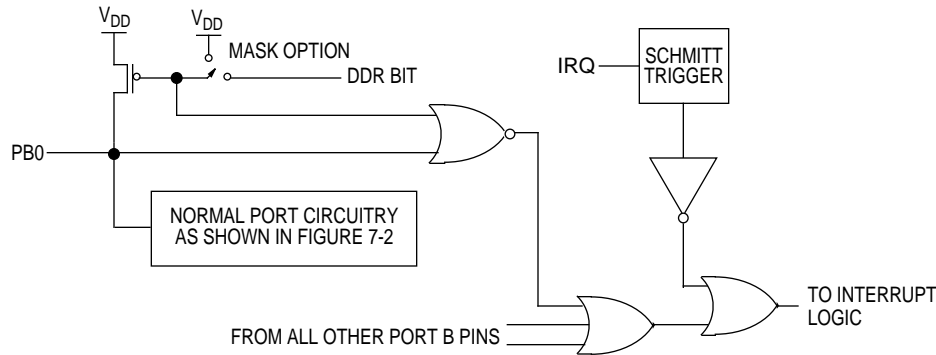 VDD
VDD
MASK OPTION
DDR BIT
IRQ
SCHMITT
TRIGGER
PB0
NORMAL PORT CIRCUITRY
AS SHOWN IN FIGURE 7-2
TO INTERRUPT
LOGIC
FROM ALL OTHER PORT B PINS